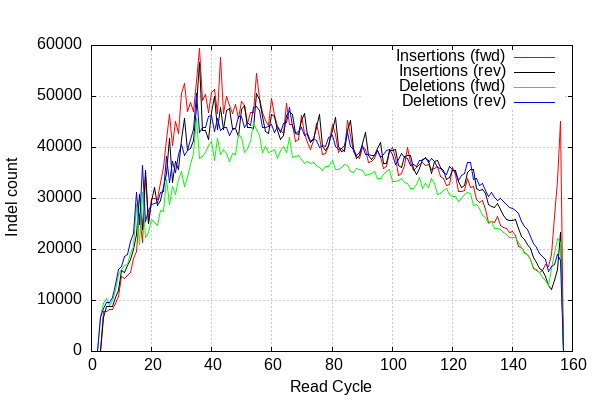 60000
50000
40000
30000
20000
10000
0
Indel count
Insertions (fwd)
Insertions (rev)
Deletions (fwd)
Deletions (rev)
0 20 40 60 80 100 120 140 160
Read Cycle